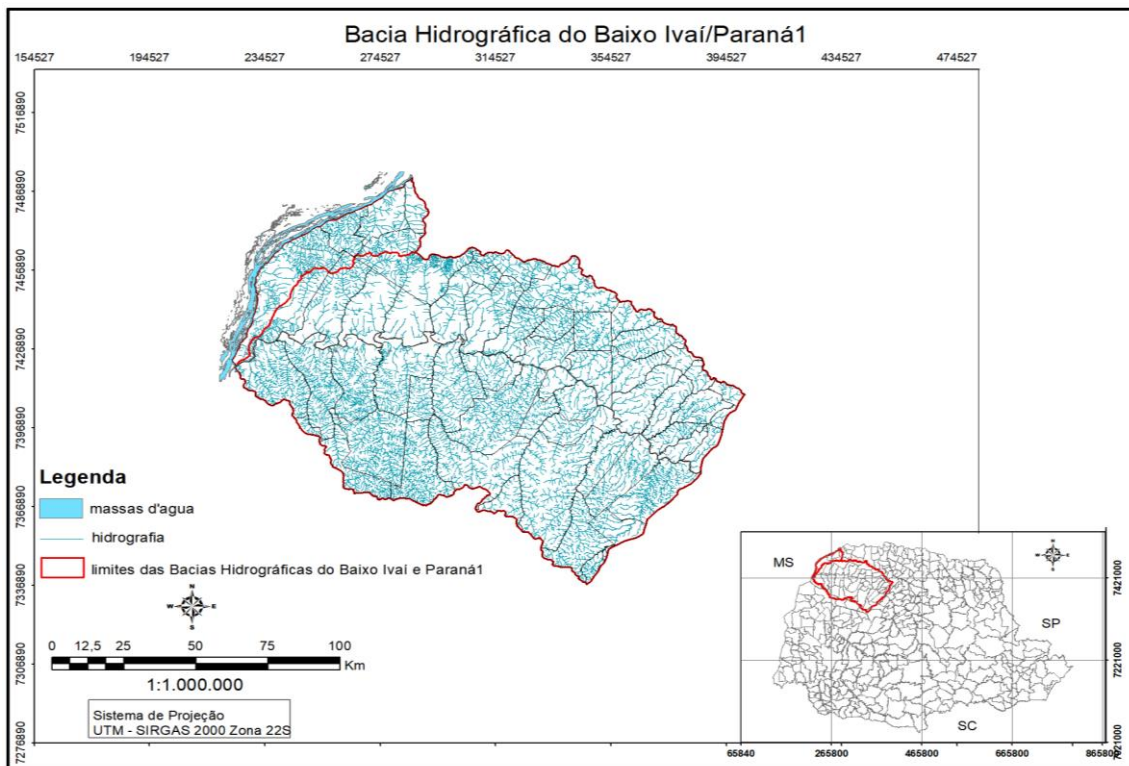 Bacia Hidrográfica do Baixo Ivaí/Paraná1
154527 194527 234527 274527 314527 354527 394527 434527 474527
7516890
7486890
7456890
7426890
7396890
7366890
7336890
7306890
7276890
Legenda
massas d'agua
hidrografia
limites das Bacias Hidrográficas do Baixo Ivaí e Paraná1
N
W E
S
0 12,5 25 50 75 100
Km
1:1.000.000
Sistema de Projeção
UTM - SIRGAS 2000 Zona 22S
MS
SP
SC
N
W E
S
7421000
7221000
7021000
65840 265800 465800 665800 865800